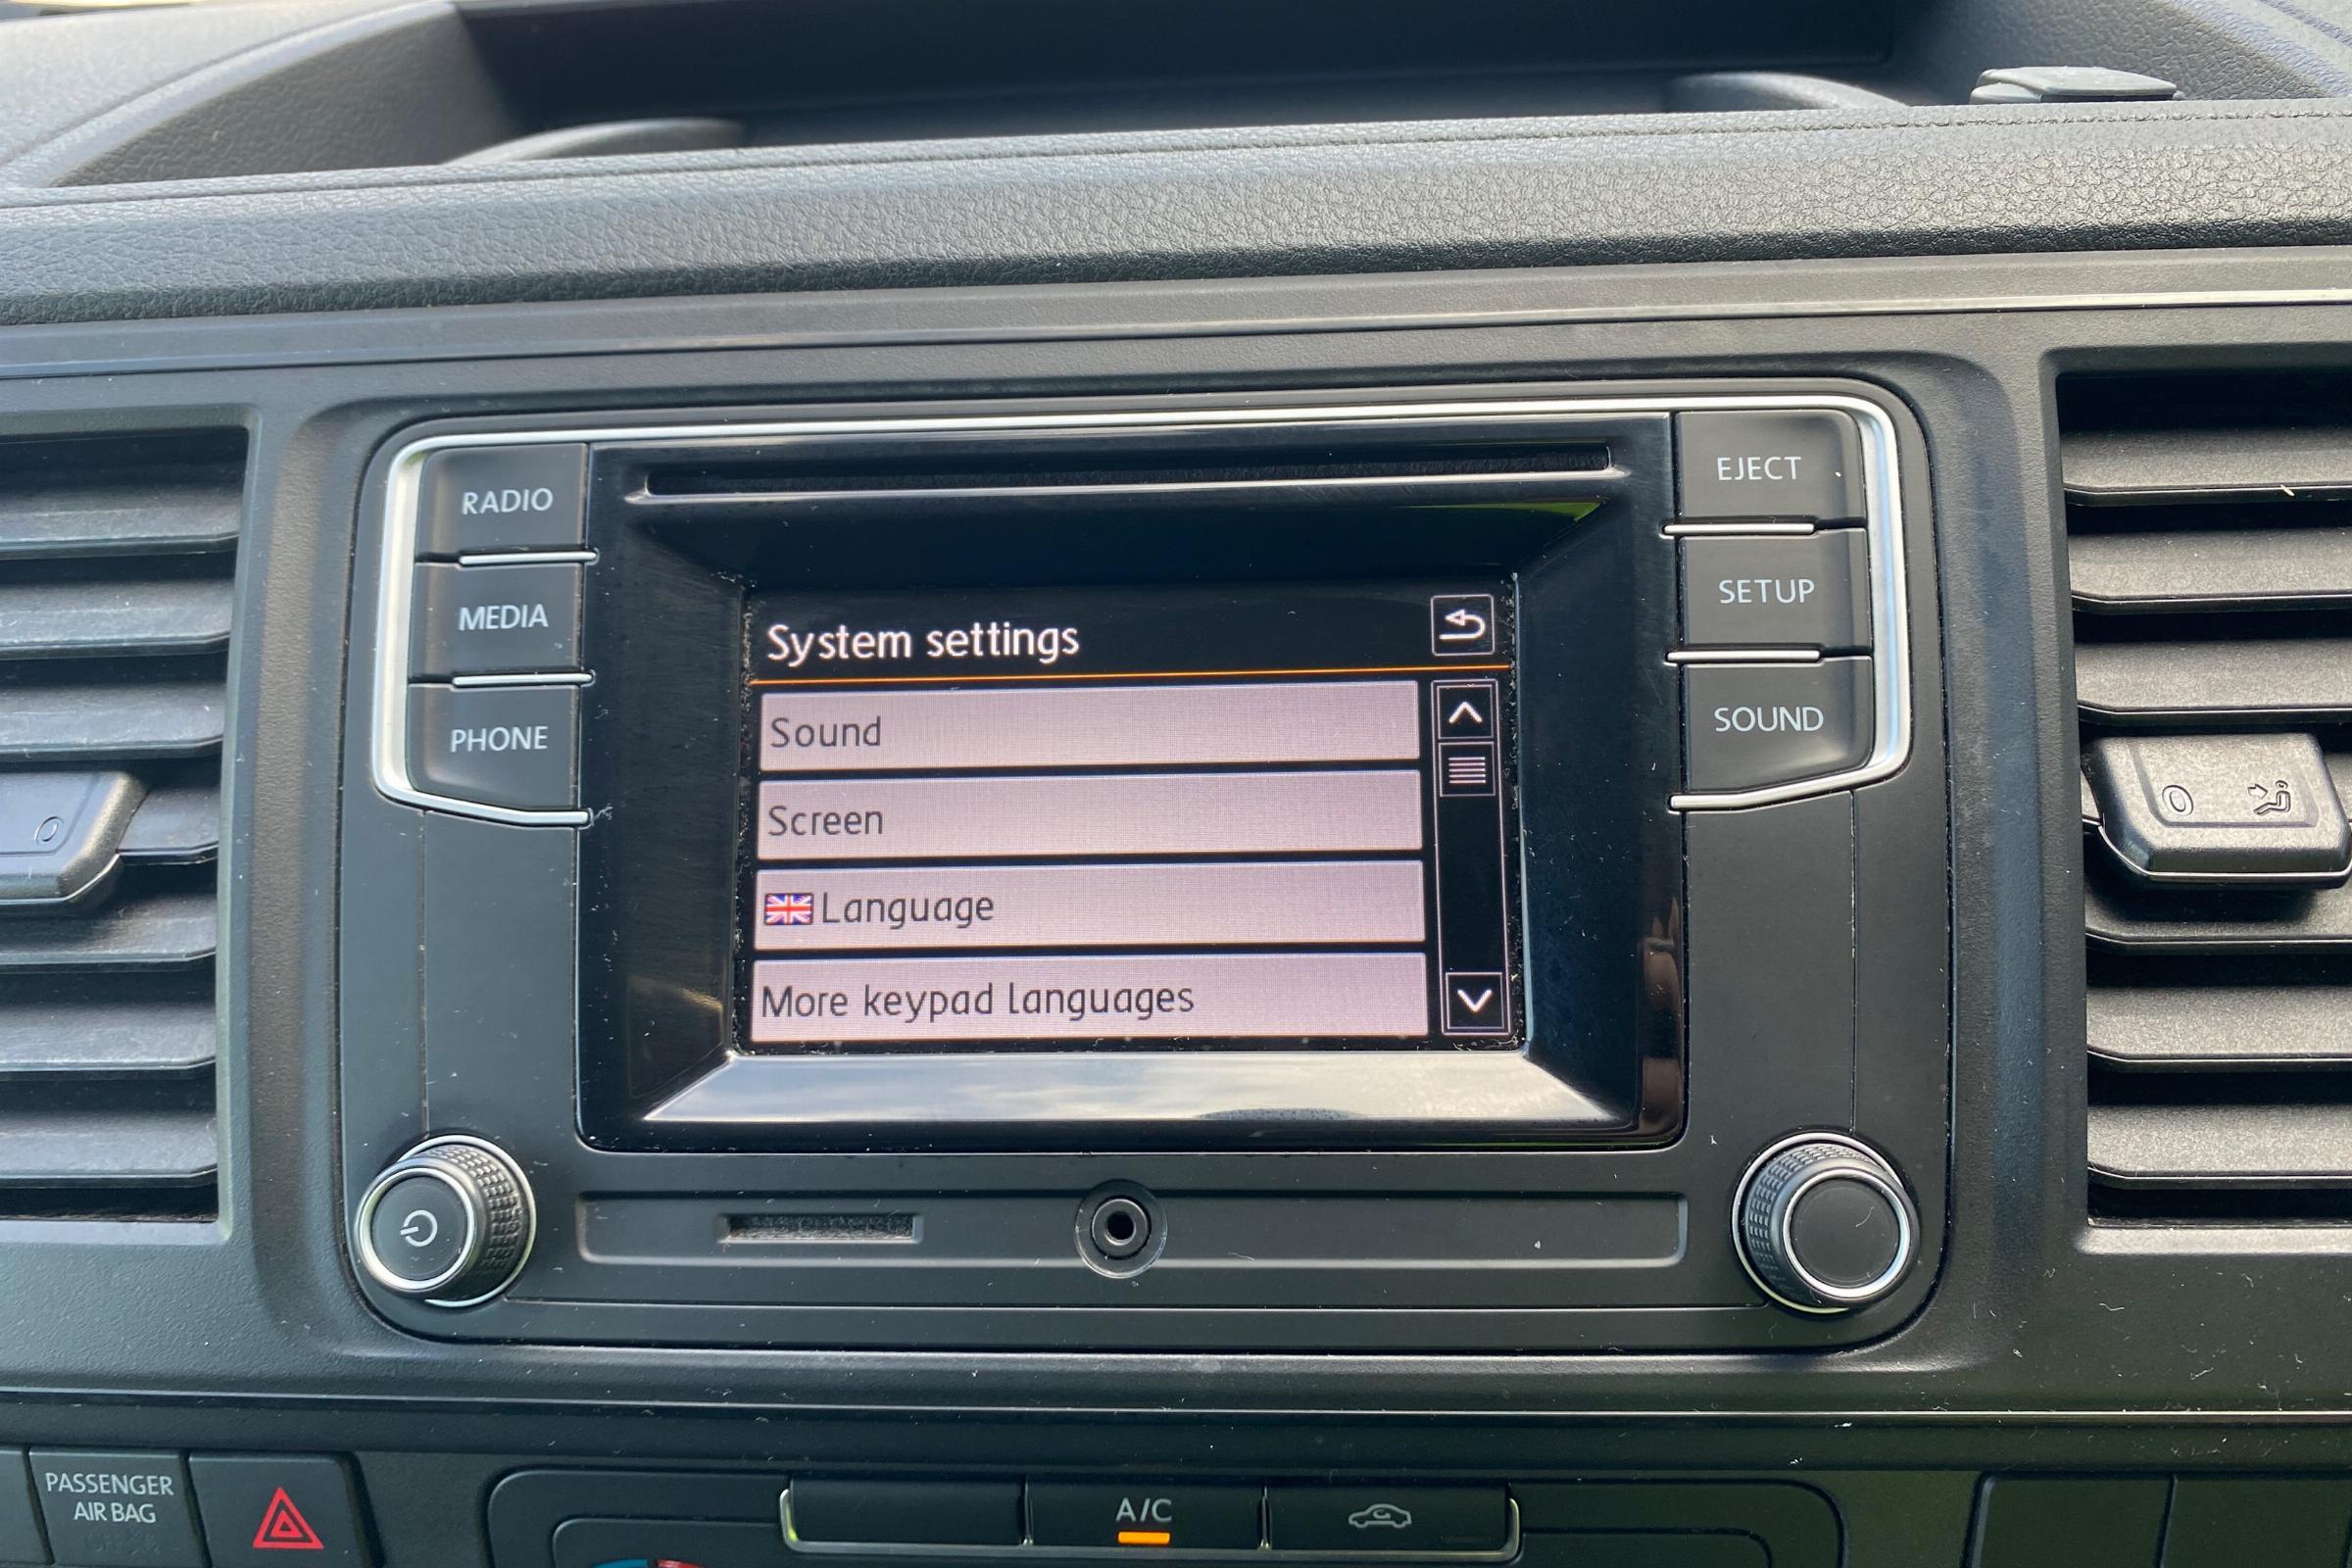 RADIO
MEDIA
PHONE
EJECT
SETUP
SOUND
System settings
Sound
Screen
Language
More keypad languages
O
O
PASSENGER
AIR BAG
A/C